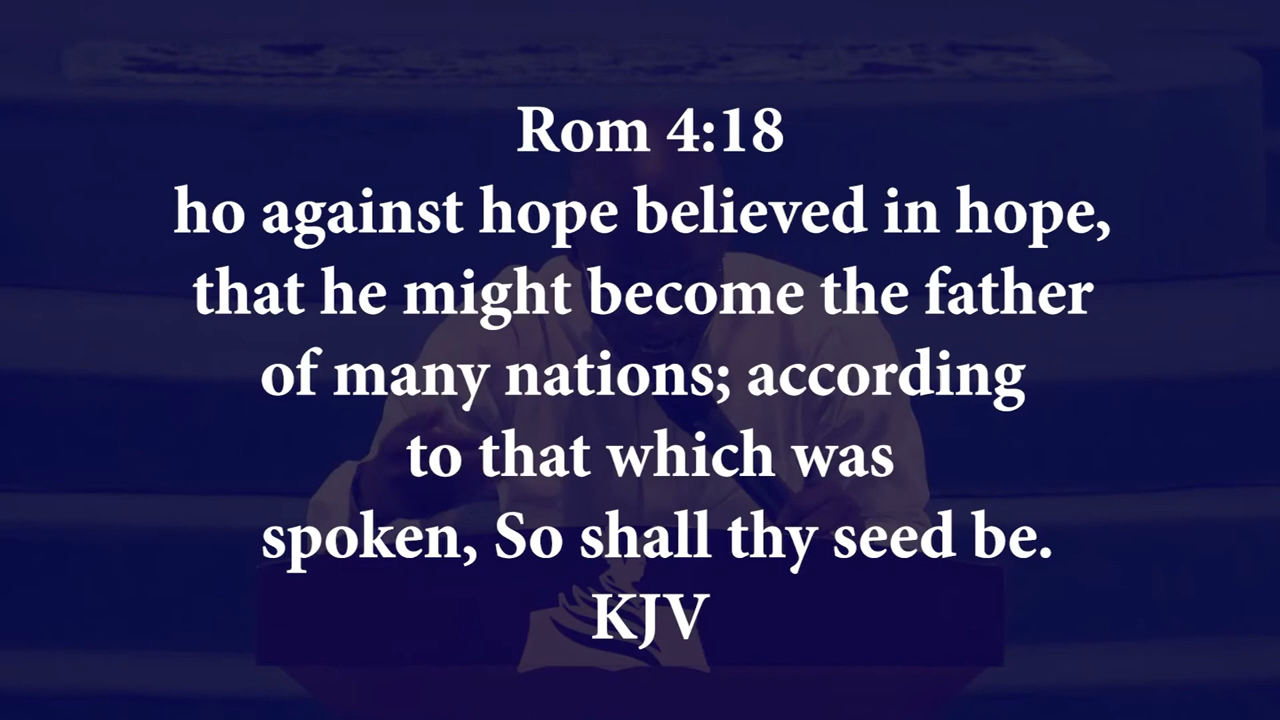 Rom 4:18
ho against hope believed in hope,
that he might become the father
of many nations; according
to that which was
spoken, So shall thy seed be.
KJV